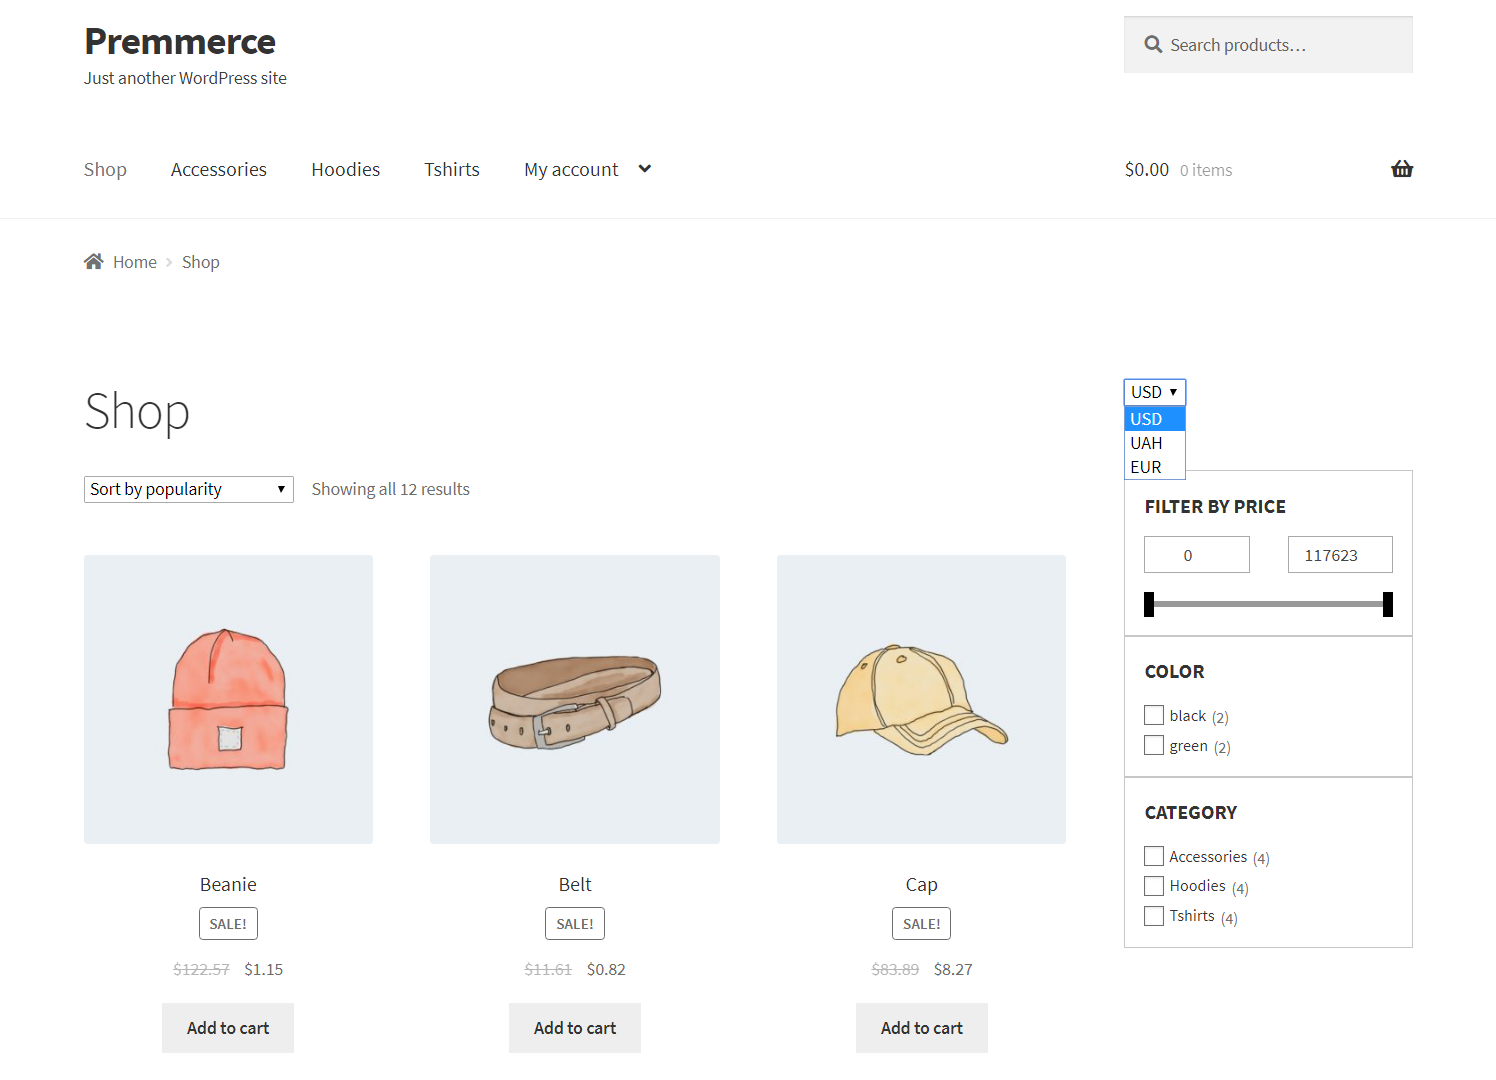 Premmerce
Just another WordPress site
Search products…
Shop
Accessories
Hoodies
Tshirts
My account
$0.00 0 items
Home
Shop
Shop
Sort by popularity
Showing all 12 results
USD
USD
UAH
EUR
FILTER BY PRICE
0
117623
COLOR
black (2)
green (2)
CATEGORY
Accessories (4)
Hoodies (4)
Tshirts (4)
Beanie
SALE!
$122.57 $1.15
Add to cart
Belt
SALE!
$11.61 $0.82
Add to cart
Cap
SALE!
$83.89 $8.27
Add to cart